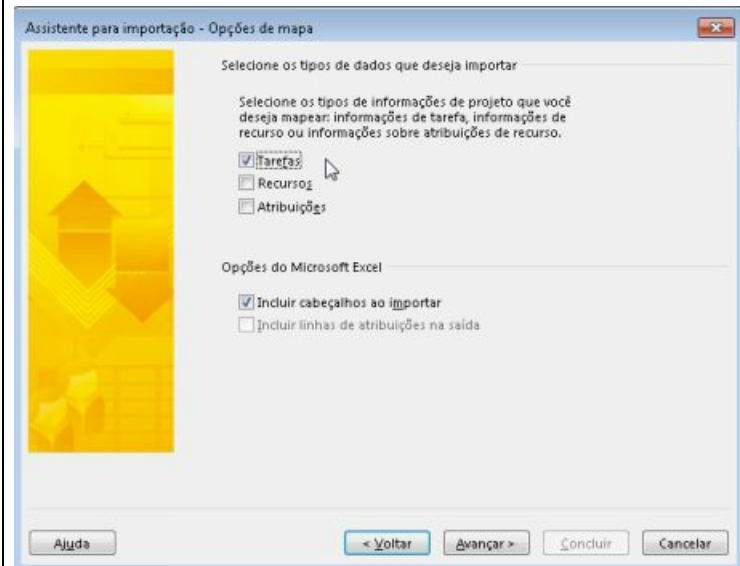 Assistente para importação - Opções de mapa
Selecione os tipos de dados que deseja importar
Selecione os tipos de informações de projeto que você
deseja mapear: informações de tarefa, informações de
recurso ou informações sobre atribuições de recurso.
Tarefas
Recursos
Atribuições
Opções do Microsoft Excel
Incluir cabeçalhos ao importar
Incluir linhas de atribuições na saída
Ajuda
< Voltar
Avançar >
Concluir
Cancelar